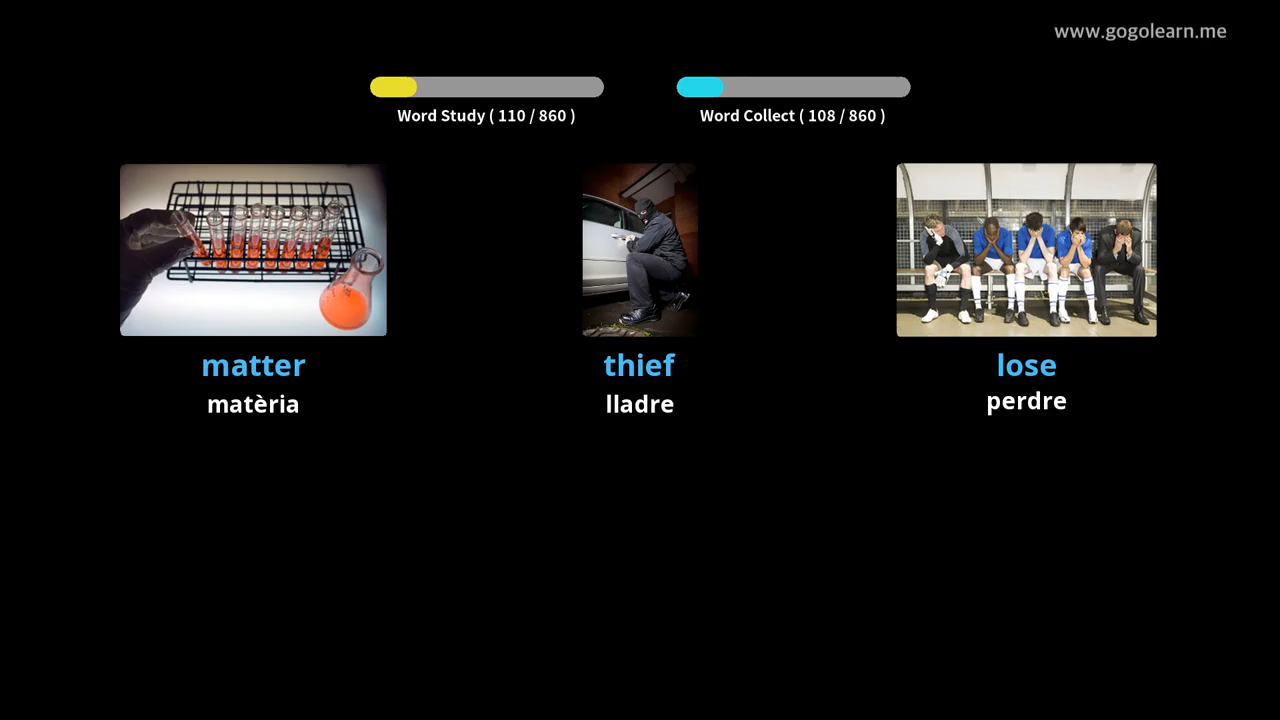 www.gogolearn.me
Word Study ( 110 / 860 )
Word Collect ( 108 / 860 )
matter
matèria
thief
lladre
lose
perdre